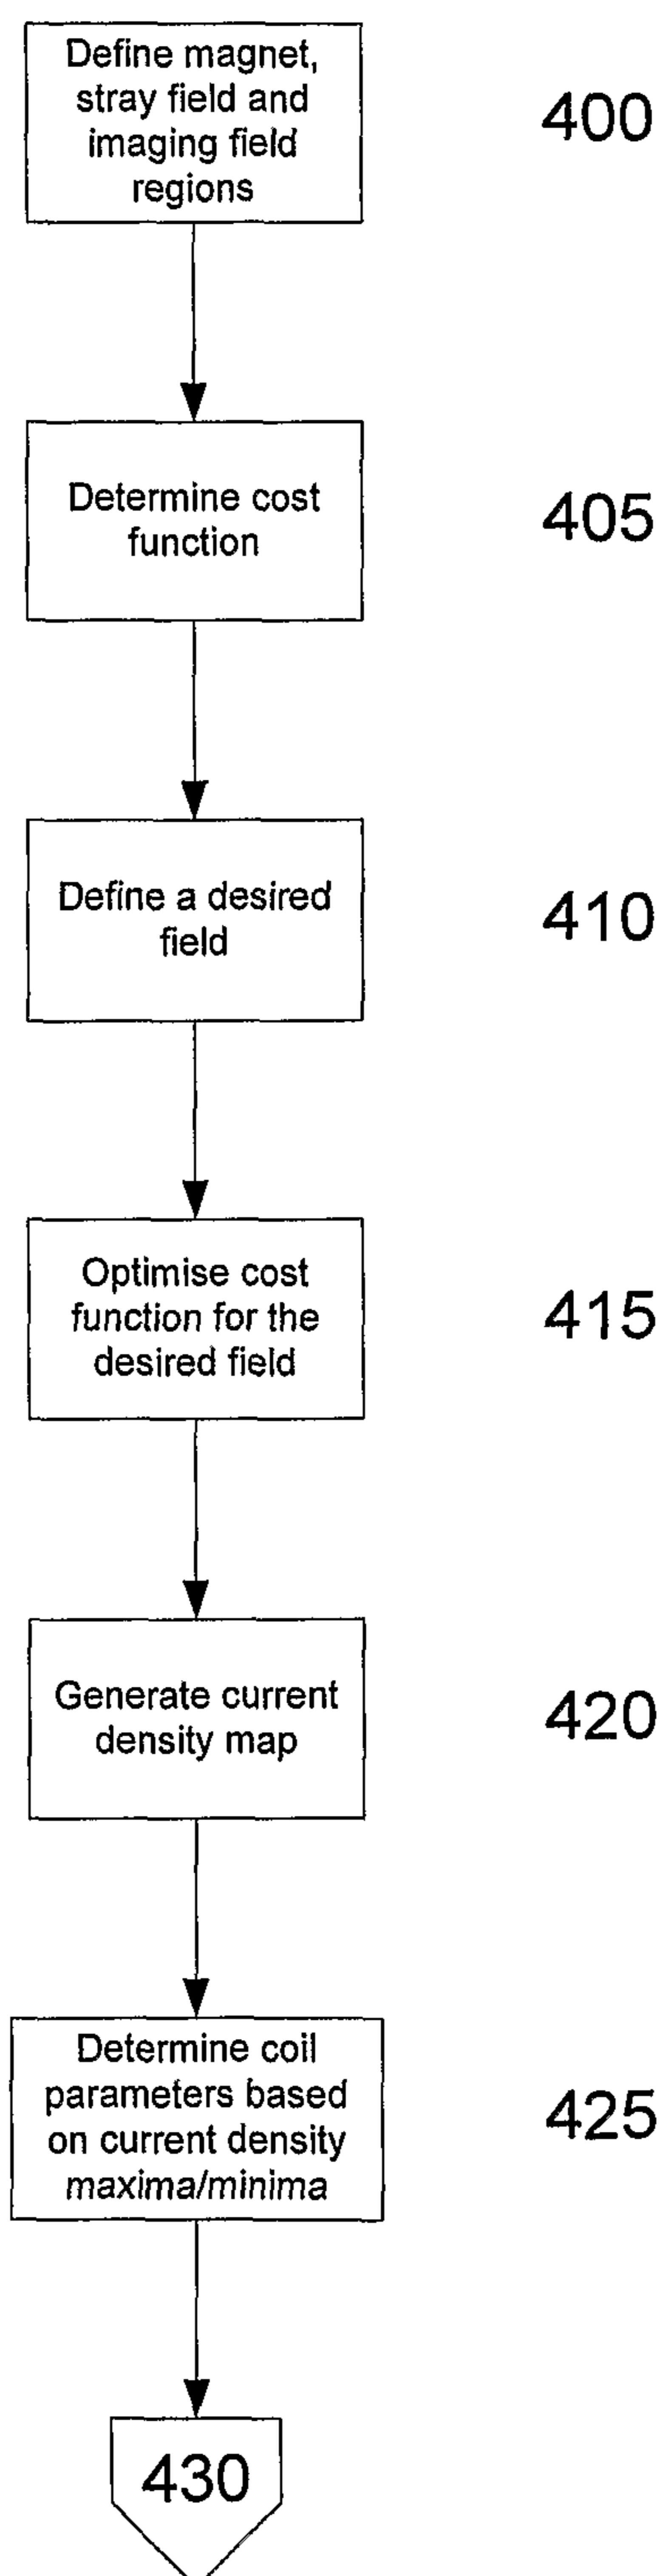 Define magnet,
stray field and
imaging field
regions
400
Determine cost
function
405
Define a desired
field
410
Optimise cost
function for the
desired field
415
Generate current
density map
420
Determine coil
parameters based
on current density
maxima/minima
425
430